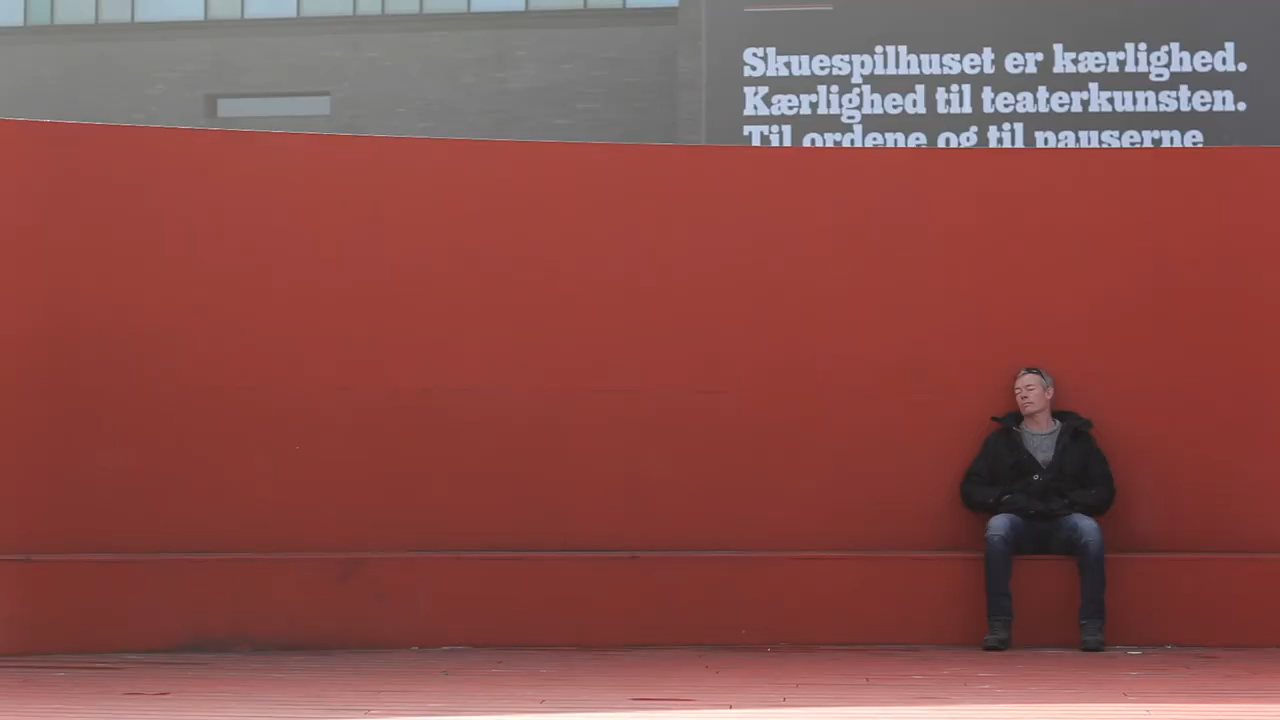 Skuespilhuset er kærlighed.
Kærlighed til teaterkunsten.
Til ordene og til pauserne